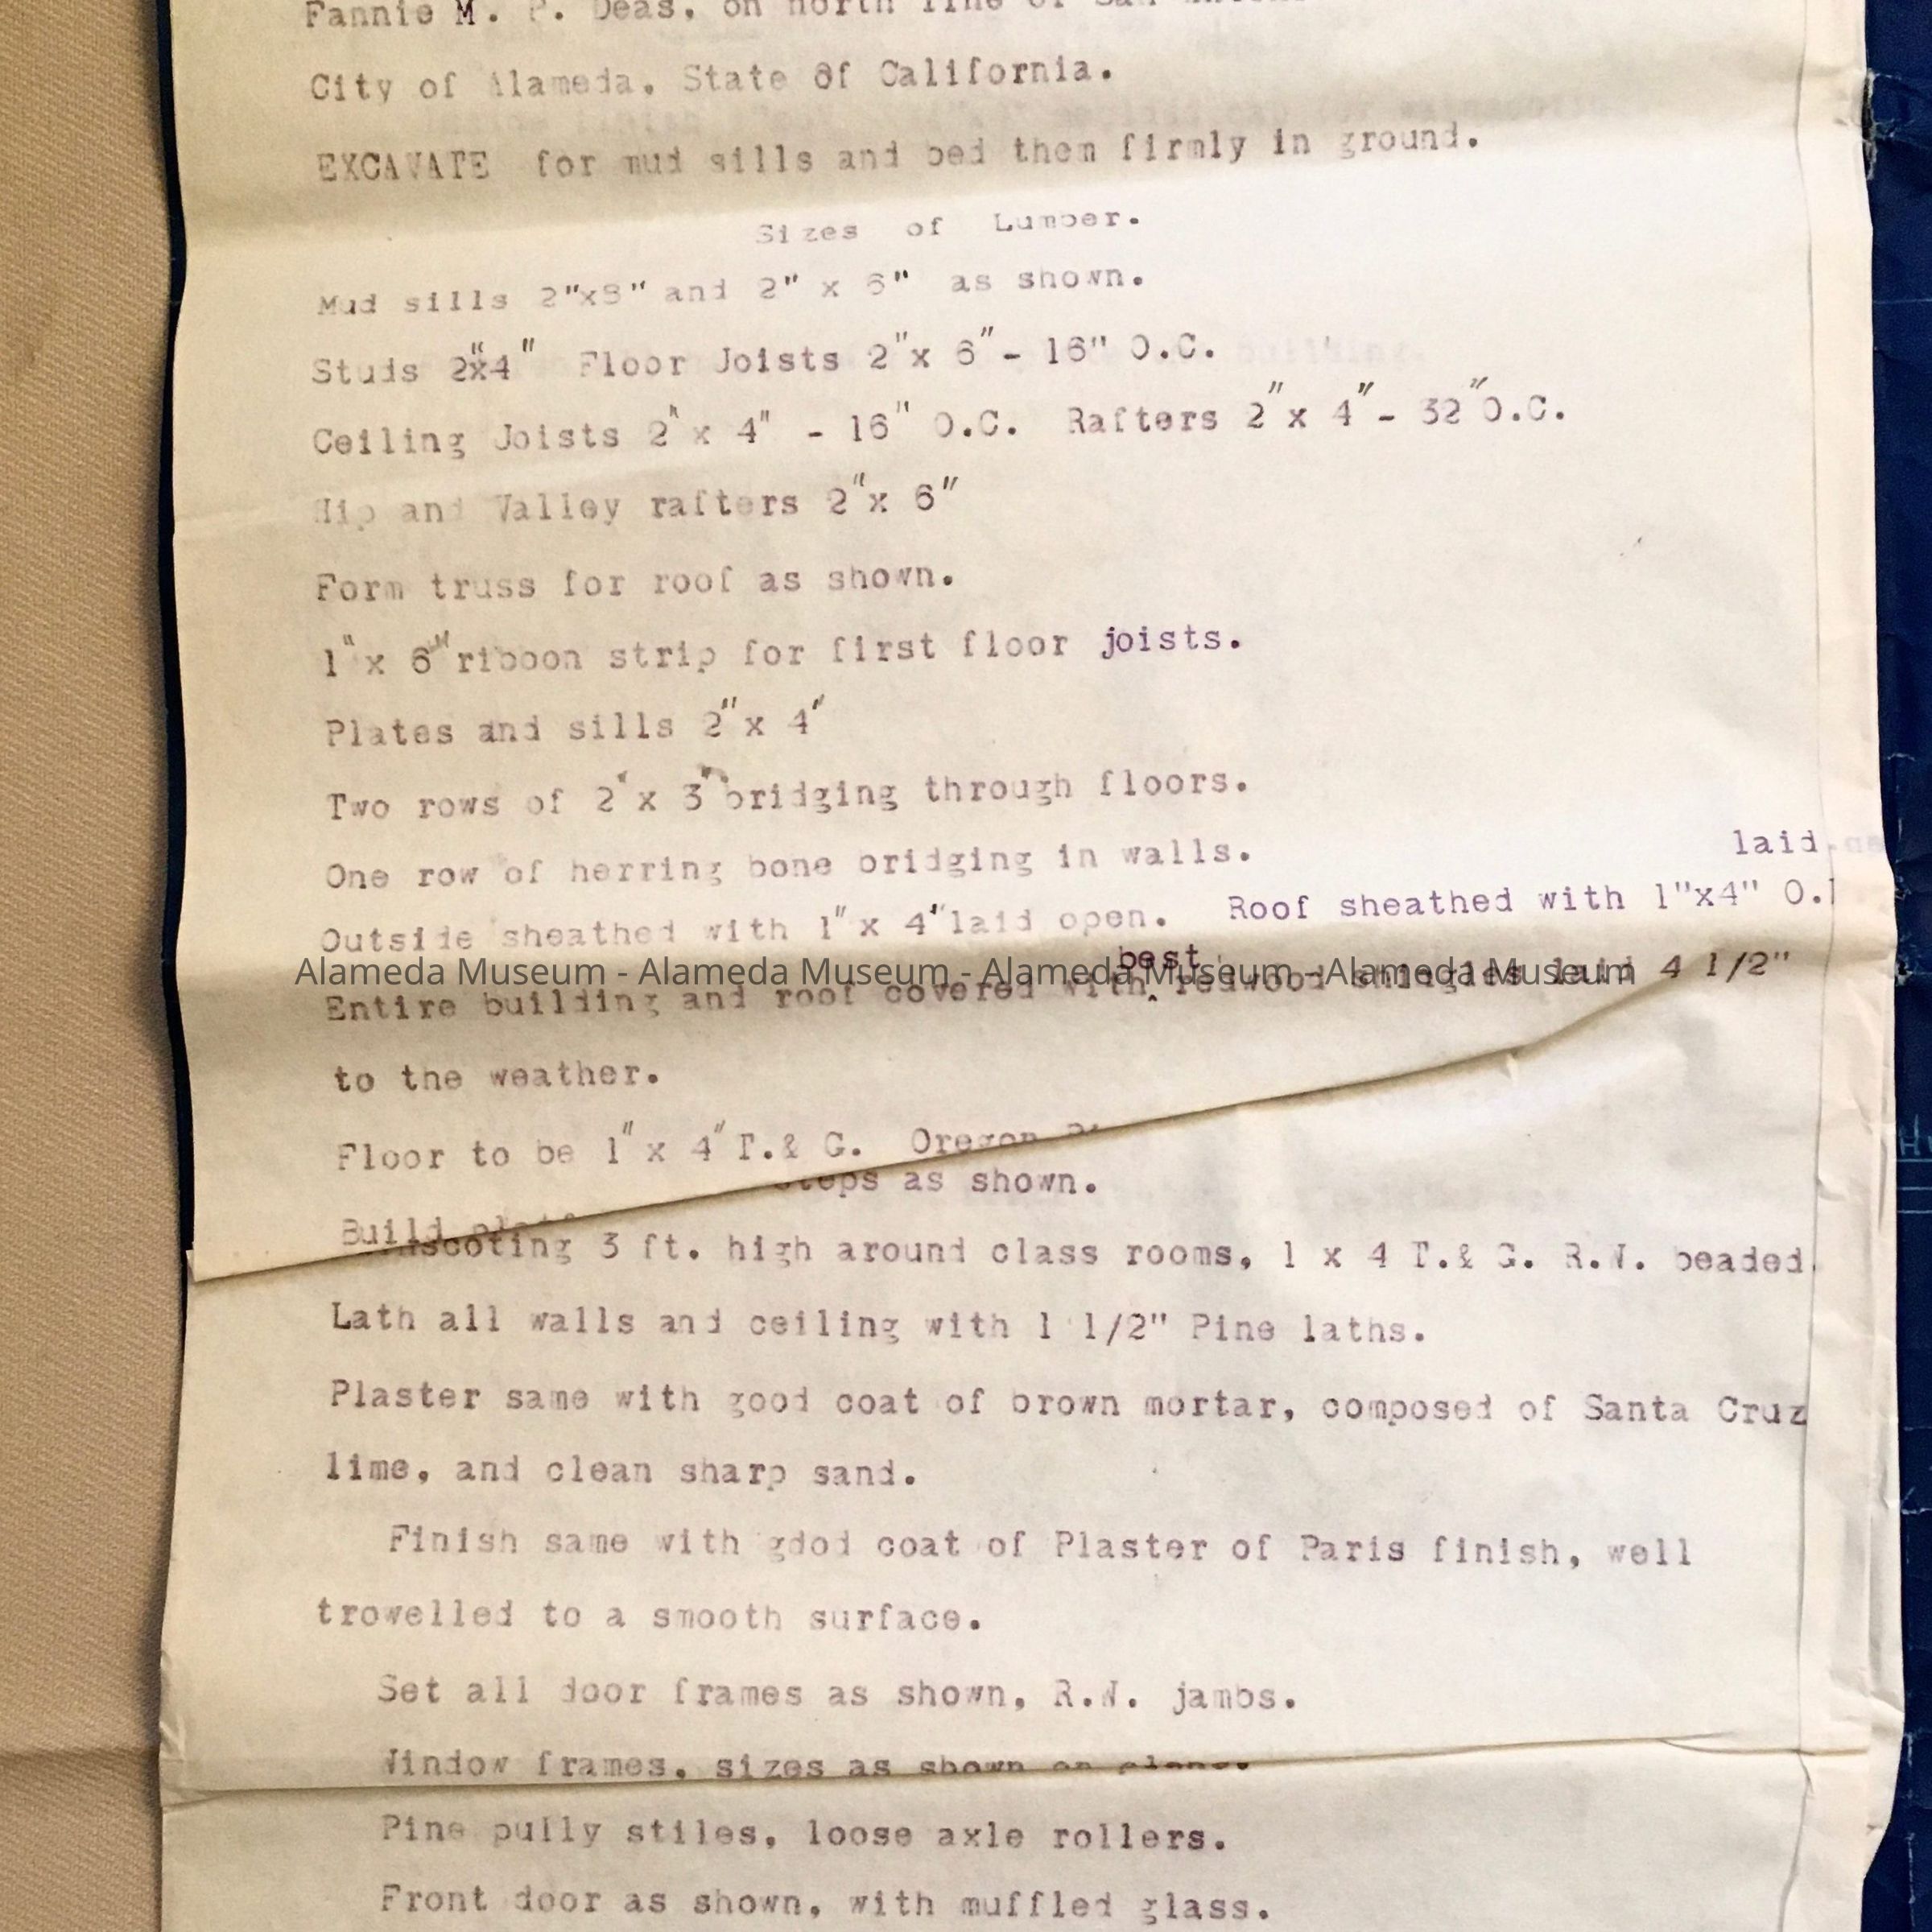 Fannie M. P. Deas, on north line of San
City of Alameda, State Of California.
EXCAVATE for mud sills and bed them firmly in ground.
Sizes of Lumber.
Mud sills 2"x8" and 2" x 6" as shown.
Studs 2"x4" Floor Joists 2" x 6" - 16" O.C.
Ceiling Joists 2" x 4" - 16" O.C. Rafters 2" x 4" - 32" O.C.
Hip and Valley rafters 2" x 6"
Form truss for roof as shown.
1" x 6" ribbon strip for first floor joists.
Plates and sills 2" x 4"
Two rows of 2" x 3" bridging through floors.
One row of herring bone bridging in walls.
laid
Outside sheathed with 1" x 4" laid open. Roof sheathed with 1"x4" O.
best
Alameda Museum - Alameda Museum - Alameda Museum - Alameda Museum
Entire building and roof covered with redwood shingles laid 4 1/2"
to the weather.
Floor to be 1" x 4" T.& G. Oregon
steps as shown.
Build
3 ft. high around class rooms, 1 x 4 T.& G. R.W. beaded.
Lath all walls and ceiling with 1 1/2" Pine laths.
Plaster same with good coat of brown mortar, composed of Santa Cruz
lime, and clean sharp sand.
Finish same with gdod coat of Plaster of Paris finish, well
trowelled to a smooth surface.
Set all door frames as shown, R.W. jambs.
Window frames, sizes as shown on plans.
Pine pully stiles, loose axle rollers.
Front door as shown, with muffled glass.